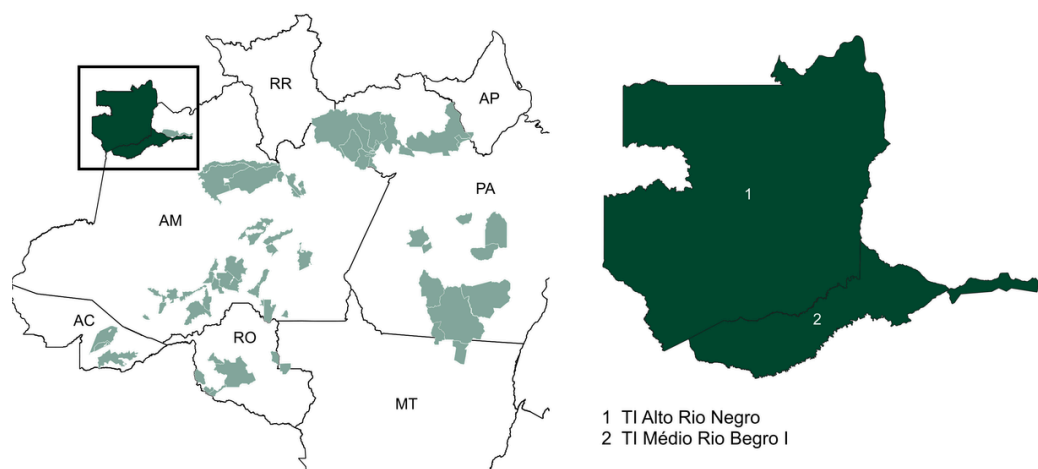 RR
AP
PA
AM
AC
RO
MT
1
2
1 TI Alto Rio Negro
2 TI Médio Rio Begro I